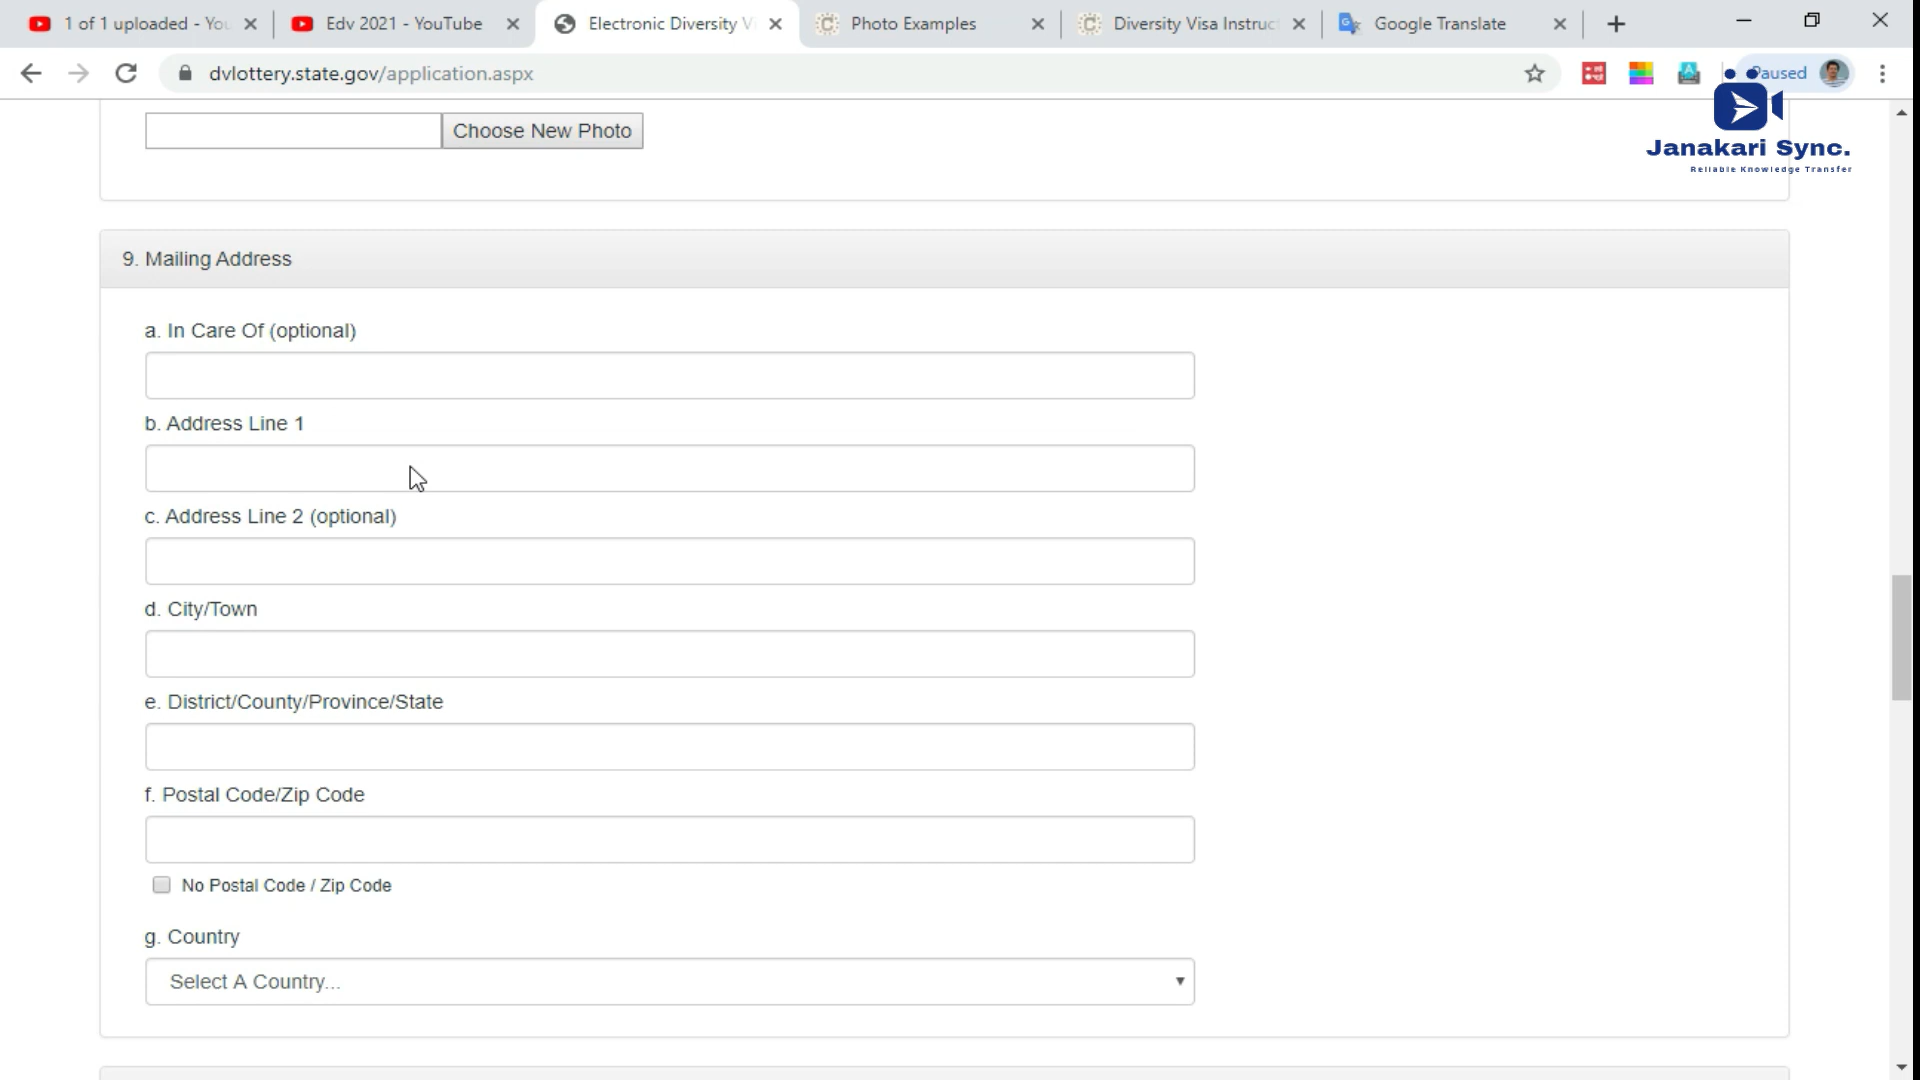 1 of 1 uploaded - You
Edv 2021 - YouTube
Electronic Diversity Vi
Photo Examples
Diversity Visa Instruct
Google Translate
dvlottery.state.gov/application.aspx
Paused
Janakari Sync.
Reliable Knowledge Transfer
Choose New Photo
9. Mailing Address
a. In Care Of (optional)
b. Address Line 1
c. Address Line 2 (optional)
d. City/Town
e. District/County/Province/State
f. Postal Code/Zip Code
No Postal Code / Zip Code
g. Country
Select A Country...